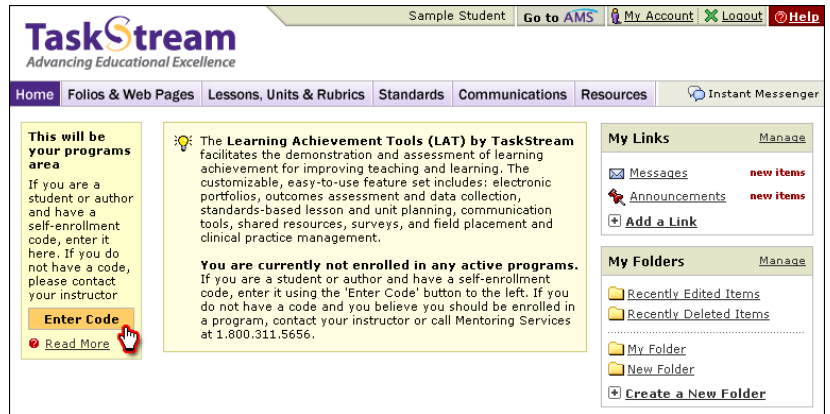 Sample Student Go to AMS My Account Logout Help
TaskStream
Advancing Educational Excellence
Home Folios & Web Pages Lessons, Units & Rubrics Standards Communications Resources Instant Messenger
This will be
your programs
area
If you are a
student or author
and have a
self-enrollment
code, enter it
here. If you do
not have a code,
please contact
your instructor
Enter Code
Read More
The Learning Achievement Tools (LAT) by TaskStream
facilitates the demonstration and assessment of learning
achievement for improving teaching and learning. The
customizable, easy-to-use feature set includes: electronic
portfolios, outcomes assessment and data collection,
standards-based lesson and unit planning, communication
tools, shared resources, surveys, and field placement and
clinical practice management.
You are currently not enrolled in any active programs.
If you are a student or author and have a self-enrollment
code, enter it using the 'Enter Code' button to the left. If you
do not have a code and you believe you should be enrolled in
a program, contact your instructor or call Mentoring Services
at 1.800.311.5656.
My Links Manage
Messages new items
Announcements new items
Add a Link
My Folders Manage
Recently Edited Items
Recently Deleted Items
My Folder
New Folder
Create a New Folder